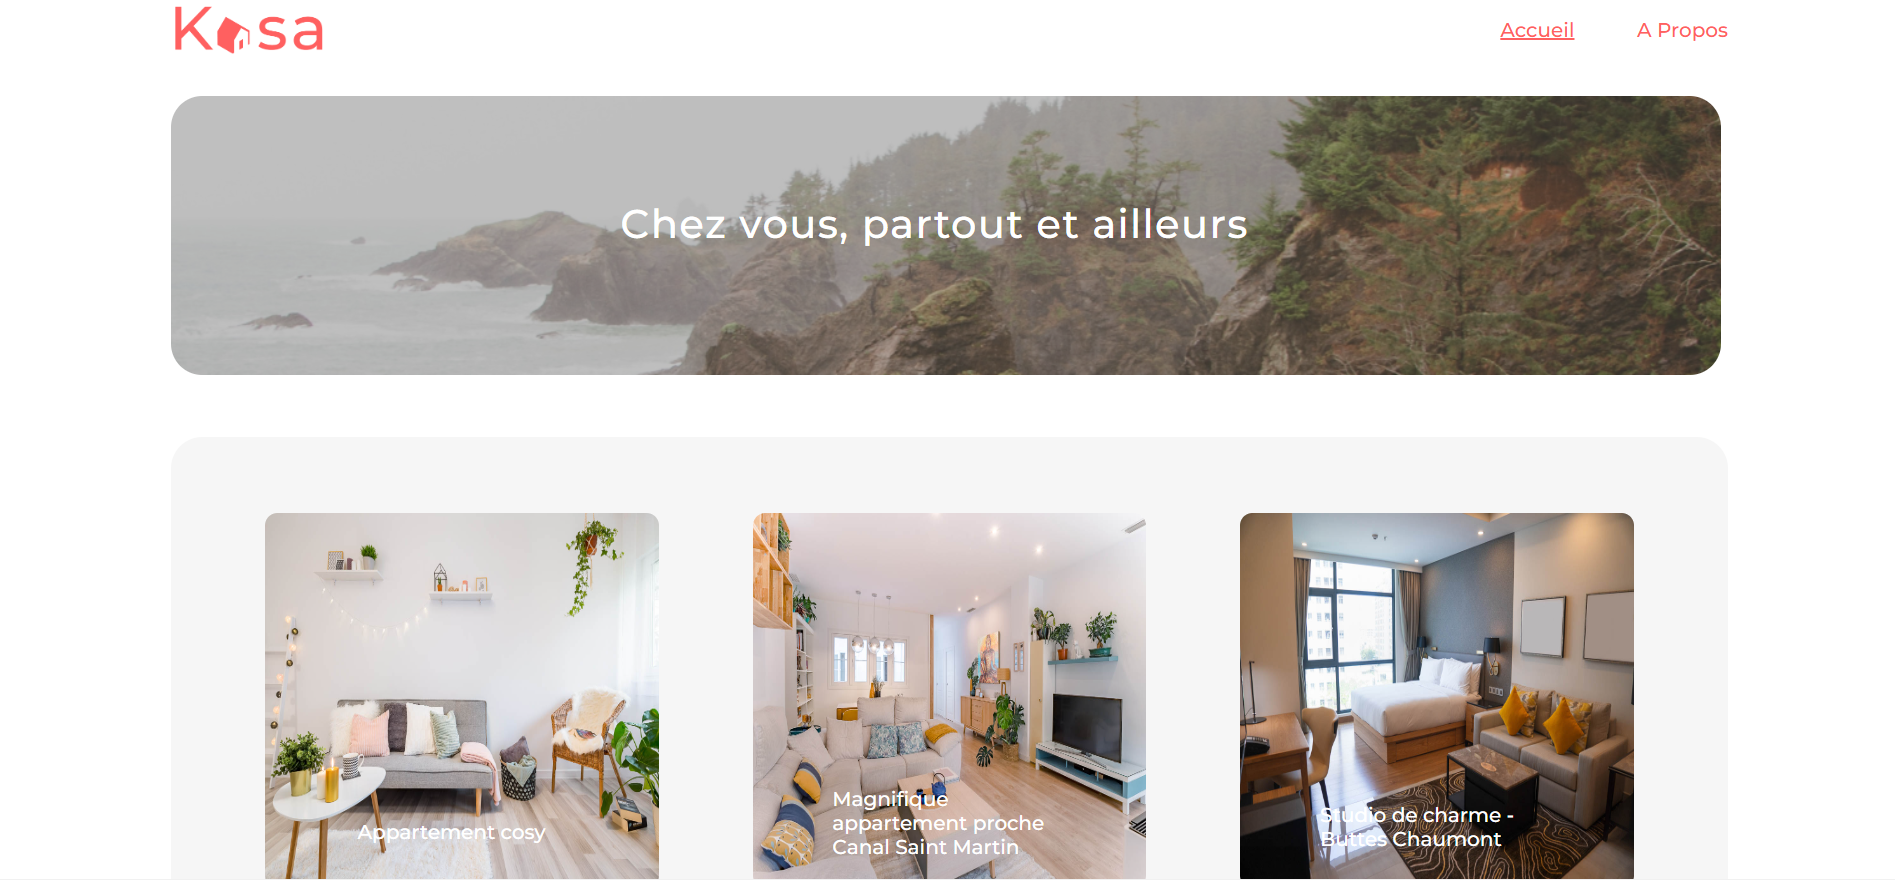 Kasa
Accueil
A Propos
Chez vous, partout et ailleurs
Appartement cosy
Magnifique
appartement proche
Canal Saint Martin
Studio de charme -
Buttes Chaumont